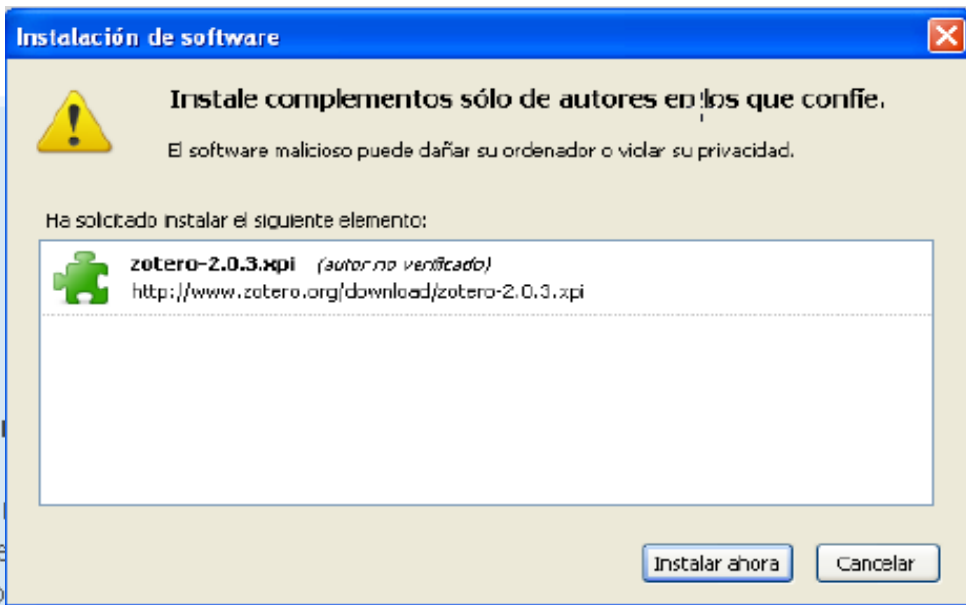 Instalación de software
Instale complementos sólo de autores en los que confíe.
El software malicioso puede dañar su ordenador o violar su privacidad.
Ha solicitado instalar el siguiente elemento:
zotero-2.0.3.xpi (autor no verificado)
http://www.zotero.org/download/zotero-2.0.3.xpi
Instalar ahora Cancelar